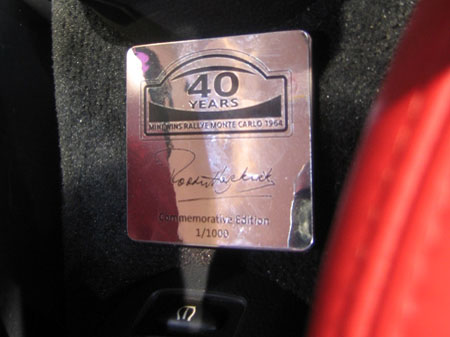 40
YEARS
MINI WINS RALLYE MONTE CARLO 1964
Commemorative Edition
1/1000